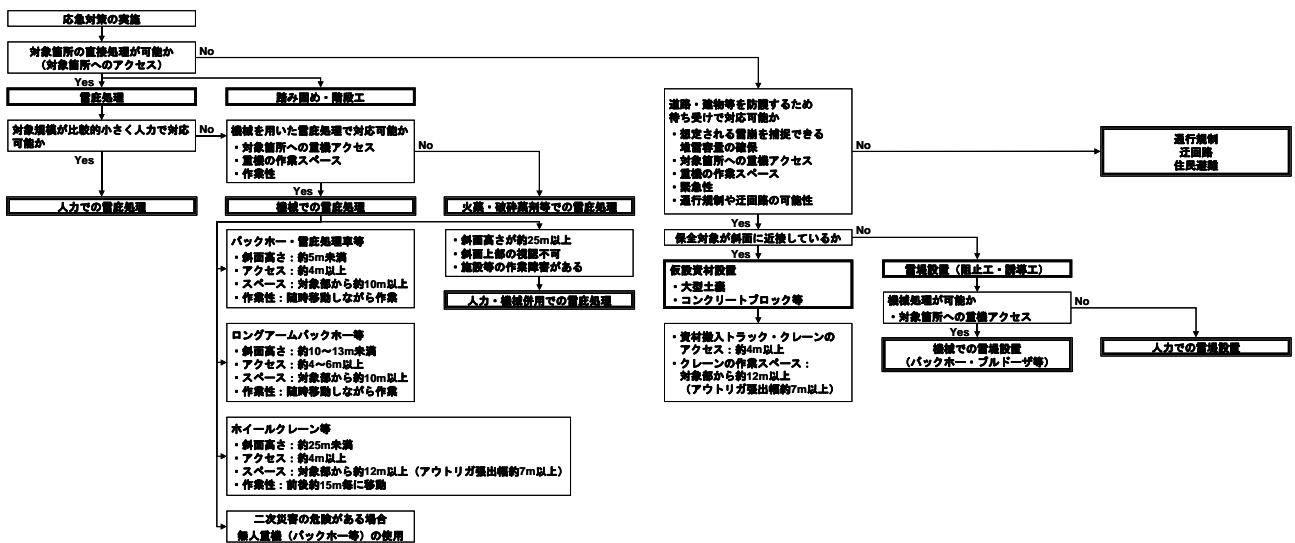 応急対策の実施
対象箇所の直接処理が可能か
（対象箇所へのアクセス）
No
Yes
雪庇処理
踏み固め・階段工
対象規模が比較的小さく人力で対応
可能か
No
Yes
人力での雪庇処理
機械を用いた雪庇処理で対応可能か
・対象箇所への重機アクセス
・重機の作業スペース
・作業性
No
Yes
機械での雪庇処理
火薬・破砕薬剤等での雪庇処理
バックホー・雪庇処理車等
・斜面高さ：約5m未満
・アクセス：約4m以上
・スペース：対象部から約10m以上
・作業性：随時移動しながら作業
・斜面高さが約25m以上
・斜面上部の視認不可
・施設等の作業障害がある
人力・機械併用での雪庇処理
ロングアームバックホー等
・斜面高さ：約10～13m未満
・アクセス：約4～6m以上
・スペース：対象部から約10m以上
・作業性：随時移動しながら作業
ホイールクレーン等
・斜面高さ：約25m未満
・アクセス：約4m以上
・スペース：対象部から約12m以上（アウトリガ張出幅約7m以上）
・作業性：前後約15m毎に移動
二次災害の危険がある場合
無人重機（バックホー等）の使用
道路・建物等を防護するため
待ち受けで対応可能か
・想定される雪崩を捕捉できる
堆雪容量の確保
・対象箇所への重機アクセス
・重機の作業スペース
・緊急性
・通行規制や迂回路の可能性
No
通行規制
迂回路
住民避難
Yes
保全対象が斜面に近接しているか
No
Yes
仮設資材設置
・大型土嚢
・コンクリートブロック等
・資材搬入トラック・クレーンの
アクセス：約4m以上
・クレーンの作業スペース：
対象部から約12m以上
（アウトリガ張出幅約7m以上）
雪堤設置（阻止工・誘導工）
機械処理が可能か
・対象箇所への重機アクセス
No
Yes
機械での雪堤設置
（バックホー・ブルドーザ等）
人力での雪堤設置